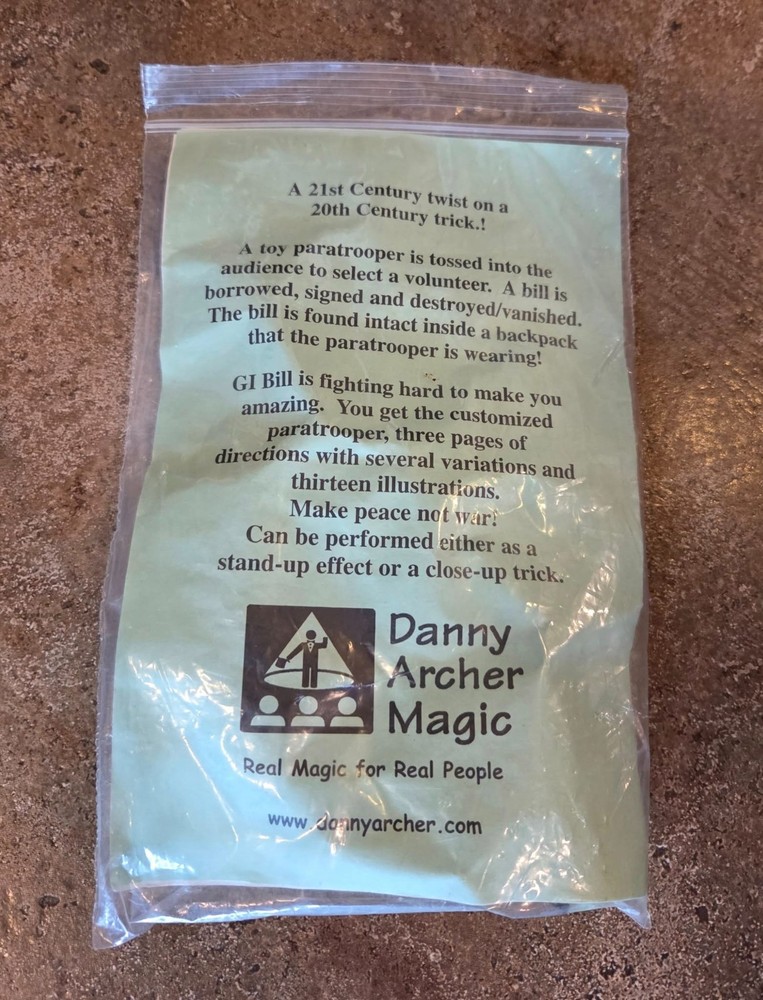 A 21st Century twist on a
20th Century trick.!
A toy paratrooper is tossed into the
audience to select a volunteer. A bill is
borrowed, signed and destroyed/vanished.
The bill is found intact inside a backpack
that the paratrooper is wearing!
GI Bill is fighting hard to make you
amazing. You get the customized
paratrooper, three pages of
directions with several variations and
thirteen illustrations.
Make peace not war!
Can be performed either as a
stand-up effect or a close-up trick.
Danny
Archer
Magic
Real Magic for Real People
www.dannyarcher.com